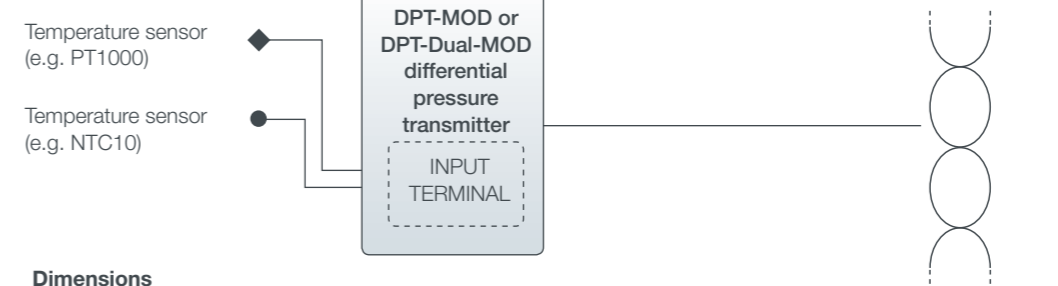 Temperature sensor
(e.g. PT1000)
Temperature sensor
(e.g. NTC10)
DPT-MOD or
DPT-Dual-MOD
differential
pressure
transmitter
INPUT
TERMINAL
Dimensions